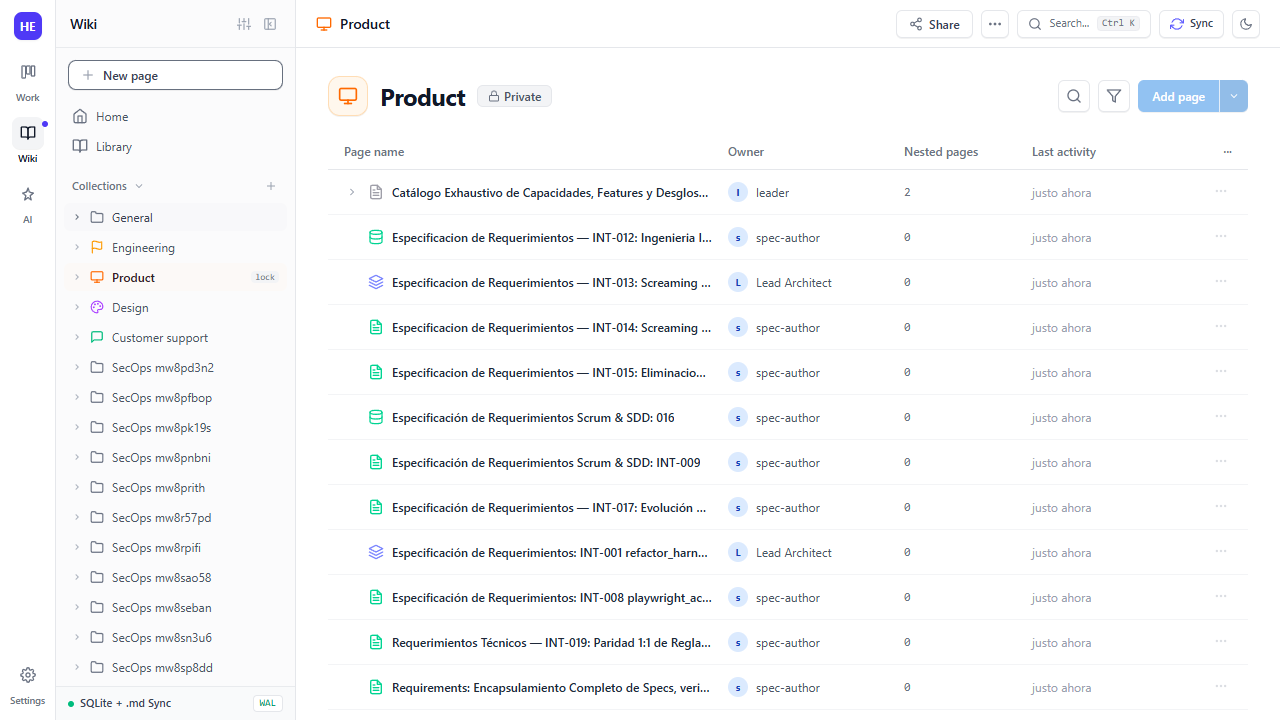 HE
Work
Wiki
AI
Settings
Wiki
New page
Home
Library
Collections
General
Engineering
Product lock
Design
Customer support
SecOps mw8pd3n2
SecOps mw8pfbop
SecOps mw8pk19s
SecOps mw8pnbni
SecOps mw8prith
SecOps mw8r57pd
SecOps mw8rpifi
SecOps mw8sao58
SecOps mw8seban
SecOps mw8sn3u6
SecOps mw8sp8dd
SQLite + .md Sync WAL
Product
Share ... Search... Ctrl K Sync
Product Private
Add page
Page name Owner Nested pages Last activity ...
Catálogo Exhaustivo de Capacidades, Features y Desglos... l leader 2 justo ahora ...
Especificacion de Requerimientos — INT-012: Ingenieria I... s spec-author 0 justo ahora ...
Especificacion de Requerimientos — INT-013: Screaming ... L Lead Architect 0 justo ahora ...
Especificacion de Requerimientos — INT-014: Screaming ... s spec-author 0 justo ahora ...
Especificacion de Requerimientos — INT-015: Eliminacio... s spec-author 0 justo ahora ...
Especificación de Requerimientos Scrum & SDD: 016 s spec-author 0 justo ahora ...
Especificación de Requerimientos Scrum & SDD: INT-009 s spec-author 0 justo ahora ...
Especificación de Requerimientos — INT-017: Evolución ... s spec-author 0 justo ahora ...
Especificación de Requerimientos: INT-001 refactor_harn... L Lead Architect 0 justo ahora ...
Especificación de Requerimientos: INT-008 playwright_ac... s spec-author 0 justo ahora ...
Requerimientos Técnicos — INT-019: Paridad 1:1 de Regla... s spec-author 0 justo ahora ...
Requirements: Encapsulamiento Completo de Specs, veri... s spec-author 0 justo ahora ...